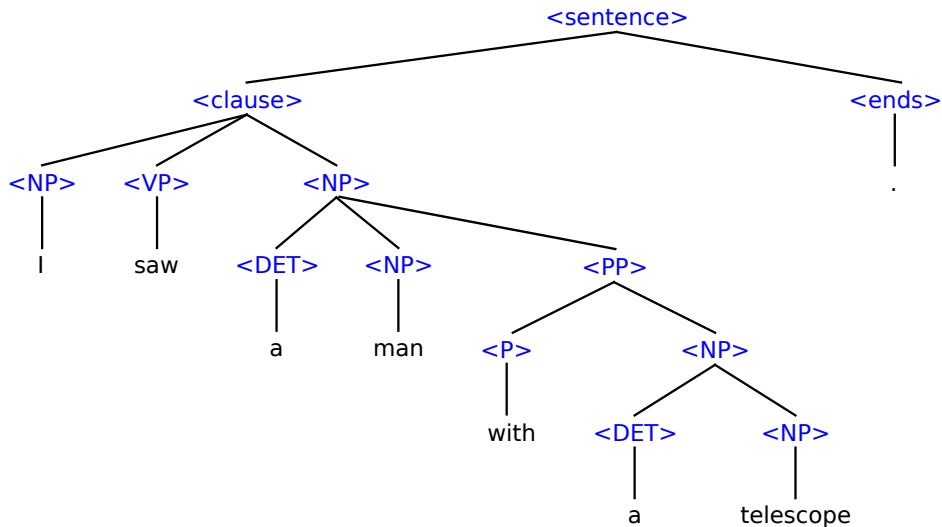 <sentence>
<clause> <ends>
<NP> <VP> <NP> .
I saw <DET> <NP> <PP>
a man <P> <NP>
with <DET> <NP>
a telescope